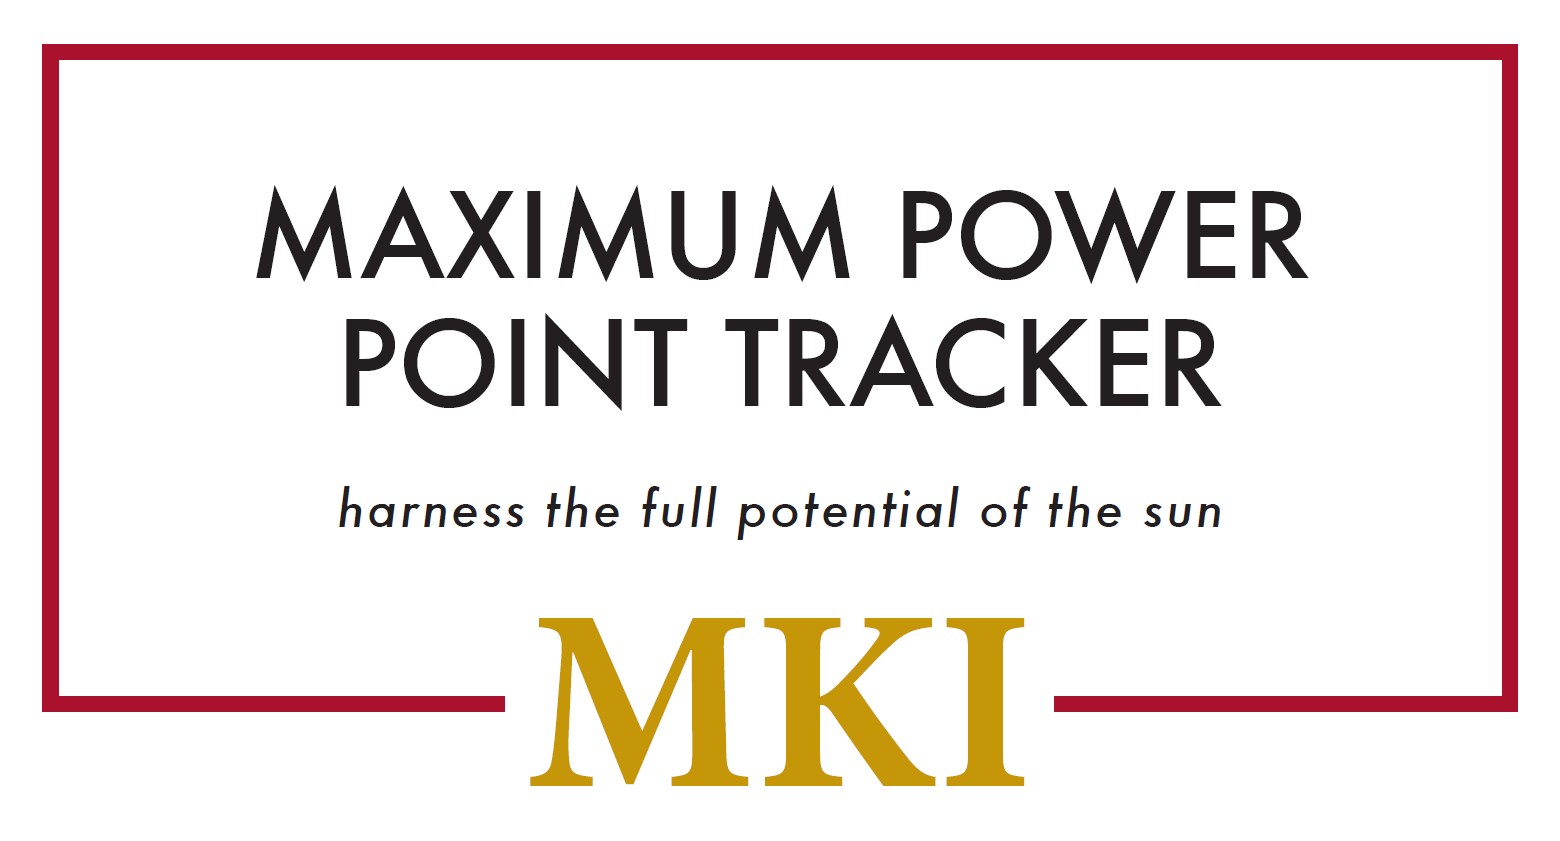 MAXIMUM POWER
POINT TRACKER
harness the full potential of the sun
MKI